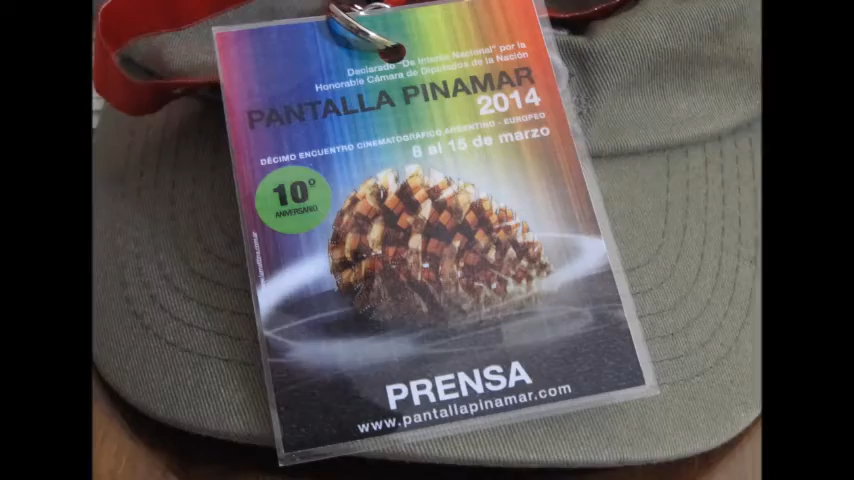 Declarado "De Interés Nacional" por la
Honorable Cámara de Diputados de la Nación
PANTALLA PINAMAR
2014
DÉCIMO ENCUENTRO CINEMATOGRÁFICO ARGENTINO - EUROPEO
8 al 15 de marzo
10º
ANIVERSARIO
PRENSA
www.pantallapinamar.com